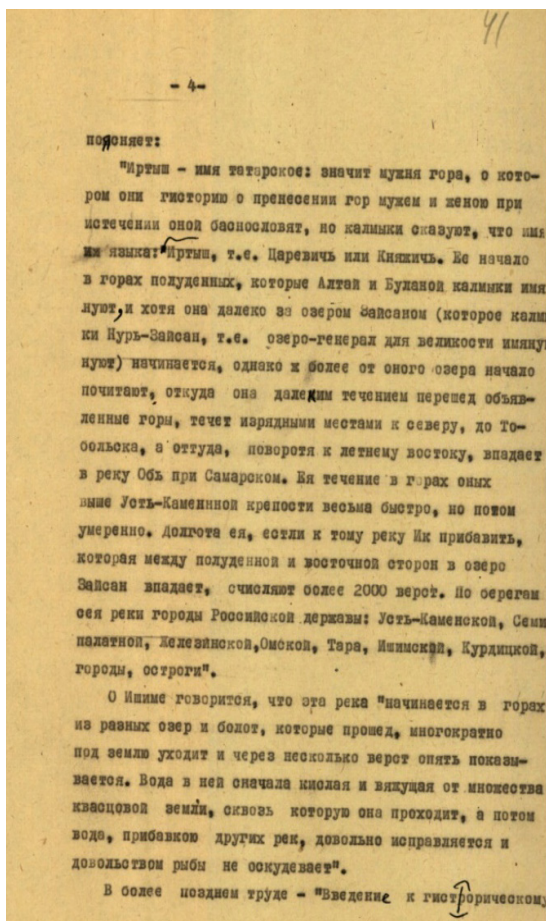 41
- 4-
поясняет:
"Иртыш - имя татарское: значит мужня гора, о кото-
ром они гисторию о пренесении гор мужем и женою при
истечении оной баснословят, но калмыки сказуют, что имя
их языка: "Иртыш, т.е. Царевичь или Княжичь. Ее начало
в горах полуденных, которые Алтай и Буланой калмыки имя
нуют, и хотя она далеко за озером Зайсаном (которое калмы
ки Нурь-Зайсан, т.е. озеро-генерал для великости имяну
нуют) начинается, однако ж более от оного озера начало
почитают, откуда она далеким течением перешед объяв-
ленные горы, течет изрядными местами к северу, до То-
больска, а оттуда, поворотя к летнему востоку, впадает
в реку Обь при Самарском. Ея течение в горах оных
выше Усть-Каменнной крепости весьма быстро, но потом
умеренно. Долгота ея, естли к тому реку Ик прибавить,
которая между полуденной и восточной сторон в озеро
Зайсан впадает, счисляют более 2000 верст. По берегам
сея реки городы Российской державы: Усть-Каменской, Семи
палатной, Железинской,Омской, Тара, Ишимской, Курдицкой,
городы, остроги".
О Ишиме говорится, что эта река "начинается в горах
из разных озер и болот, которые прошед, многократно
под землю уходит и через несколько верст опять показы-
вается. Вода в ней сначала кислая и вяжущая от множества
квасцовой земли, сквозь которую она проходит, а потом
вода, прибавкою других рек, довольно исправляется и
довольством рыбы не оскудевает".
В более позднем труде - "Введение к гисторическому